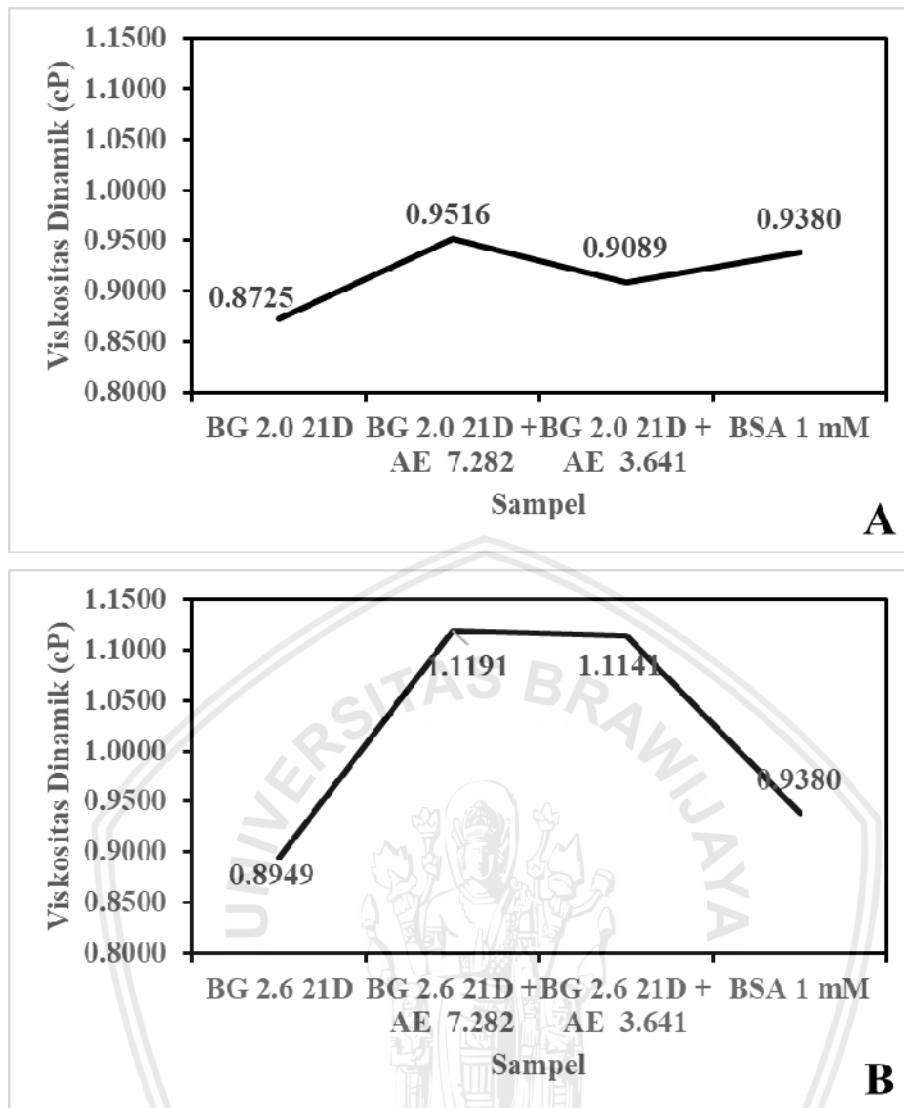 1.1500
1.1000
1.0500
1.0000
0.9500
0.9000
0.8500
0.8000
Viskositas Dinamik (cP)
0.8725
0.9516
0.9089
0.9380
BG 2.0 21D BG 2.0 21D +BG 2.0 21D + BSA 1 mM
AE 7.282 AE 3.641
Sampel
A
1.1500
1.1000
1.0500
1.0000
0.9500
0.9000
0.8500
0.8000
Viskositas Dinamik (cP)
0.8949
1.1191
1.1141
0.9380
BG 2.6 21D BG 2.6 21D +BG 2.6 21D + BSA 1 mM
AE 7.282 AE 3.641
Sampel
B
UNIVERSITAS BRAWIJAYA